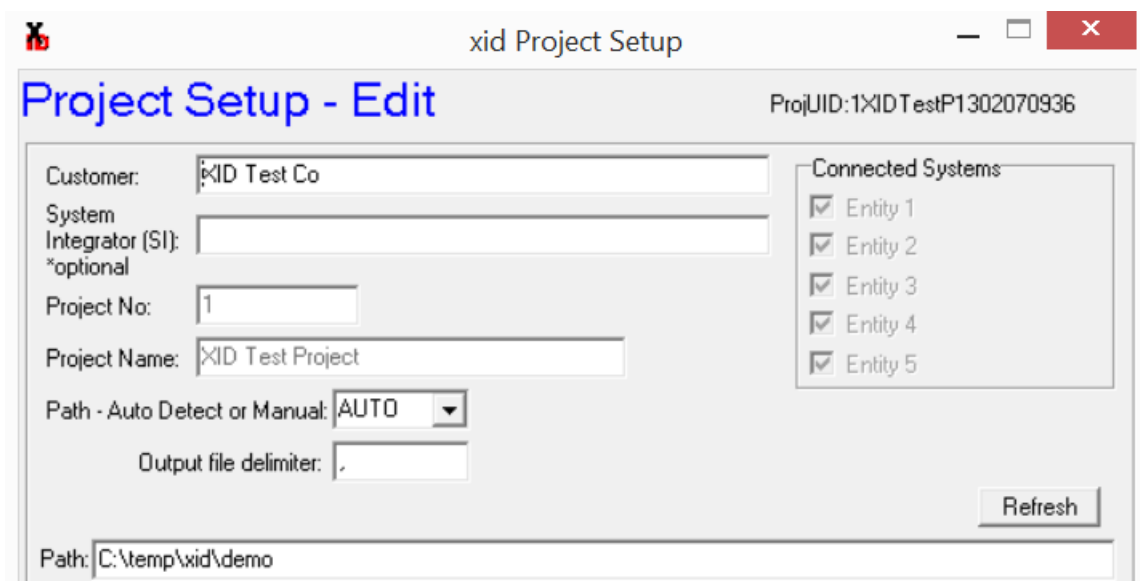 XID
xid Project Setup
Project Setup - Edit
ProjUID:1XIDTestP1302070936
Customer:
XID Test Co
System
Integrator (SI):
*optional
Project No:
1
Project Name:
XID Test Project
Path - Auto Detect or Manual:
AUTO
Output file delimiter:
,
Connected Systems
Entity 1
Entity 2
Entity 3
Entity 4
Entity 5
Refresh
Path:
C:\temp\xid\demo